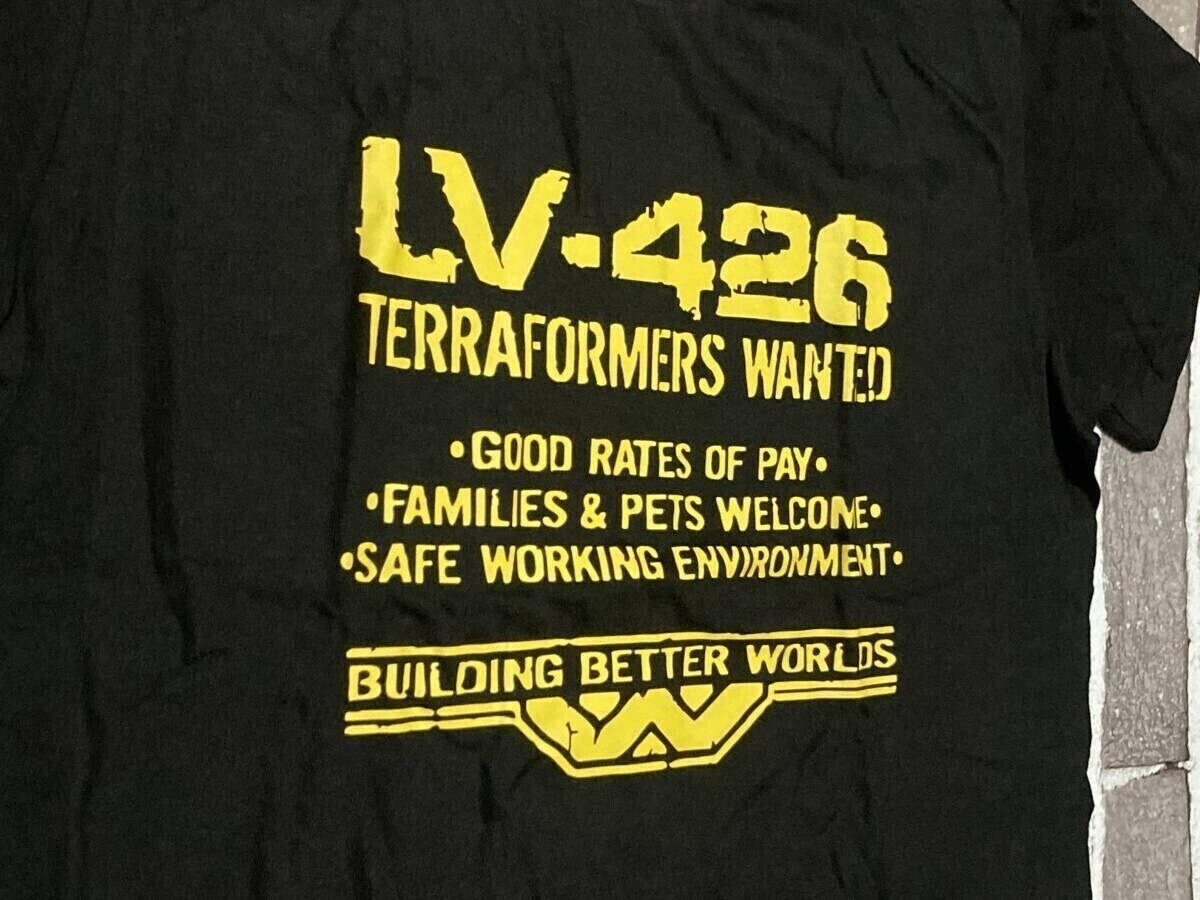 LV-426
TERRAFORMERS WANTED
•GOOD RATES OF PAY•
•FAMILIES & PETS WELCOME•
•SAFE WORKING ENVIRONMENT•
BUILDING BETTER WORLDS
W